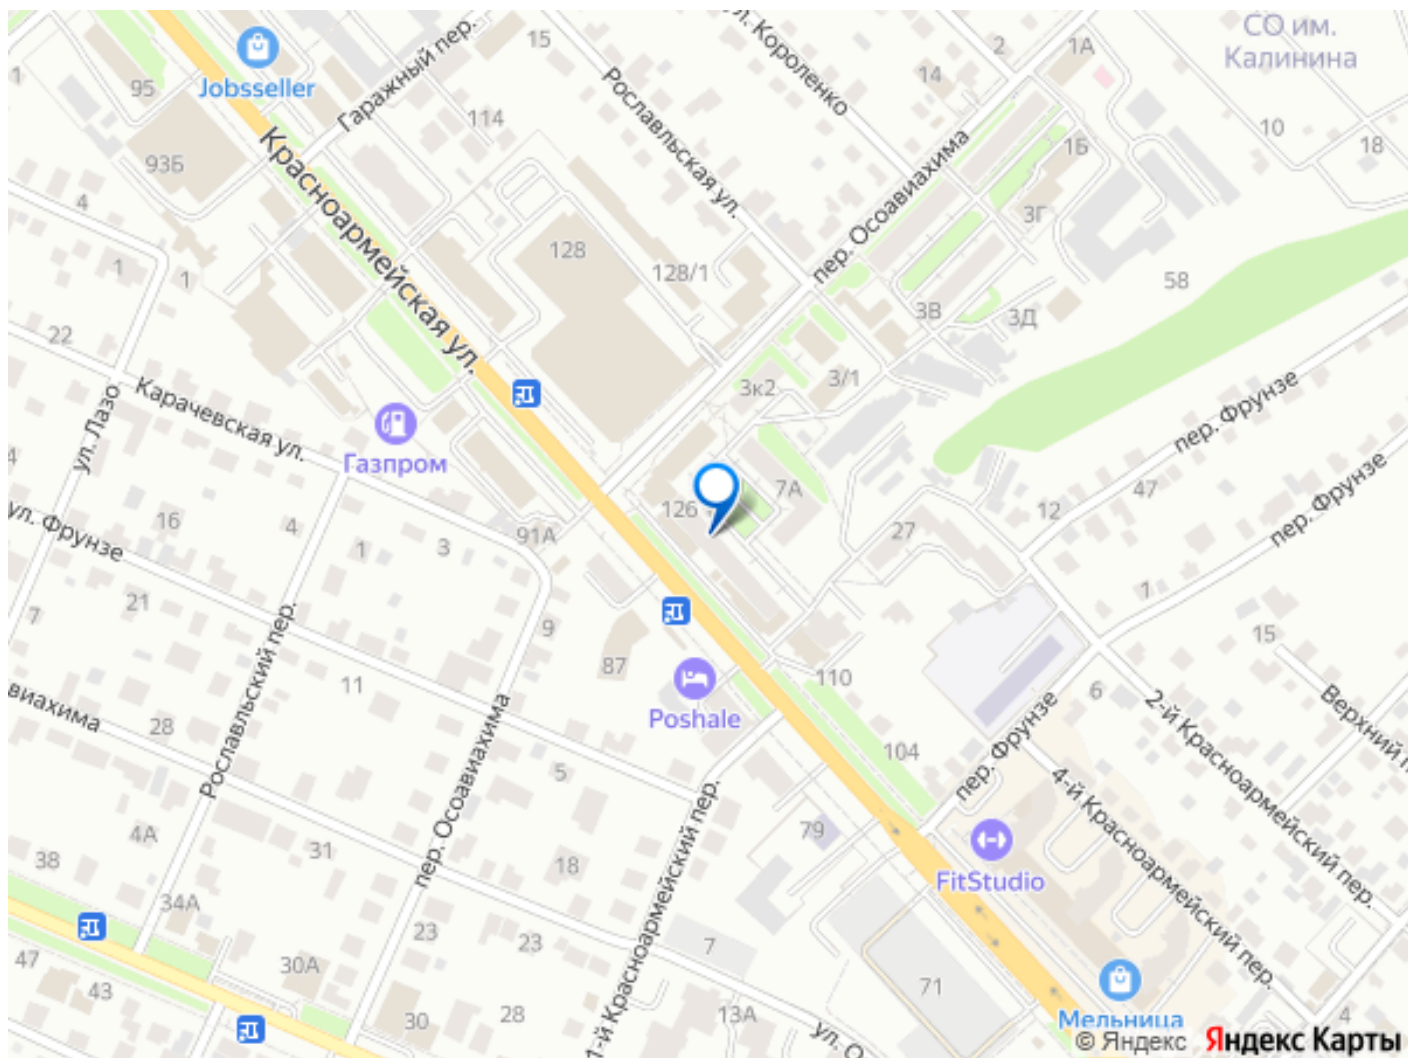 ул. Короленко
СО им.
Калинина
2
1А
15
14
Jobsseller
Гаражный пер.
95
114
Рославльская ул.
10
18
93Б
1Б
Красноармейская ул.
пер. Осоавиахима
4
3Г
1
1
1
128
128/1
58
3В
3Д
22
3/1
3к2
Карачевская ул.
пер. Фрунзе
ул. Лазо
Газпром
4
7А
47
пер. Фрунзе
ул. Фрунзе
16
4
126
12
27
91А
1
3
1
21
7
9
15
Рославльский пер.
87
11
110
6
Poshale
Верхний п
2-й Красноармейский пер.
виахима
28
пер. Осоавиахима
104
пер. Фрунзе
5
4-й Красноармейский пер.
4А
79
31
38
18
FitStudio
1-й Красноармейский пер.
34А
23
23
7
47
30А
43
71
28
13А
30
ул. О
4
Мельница
© Яндекс Яндекс Карты